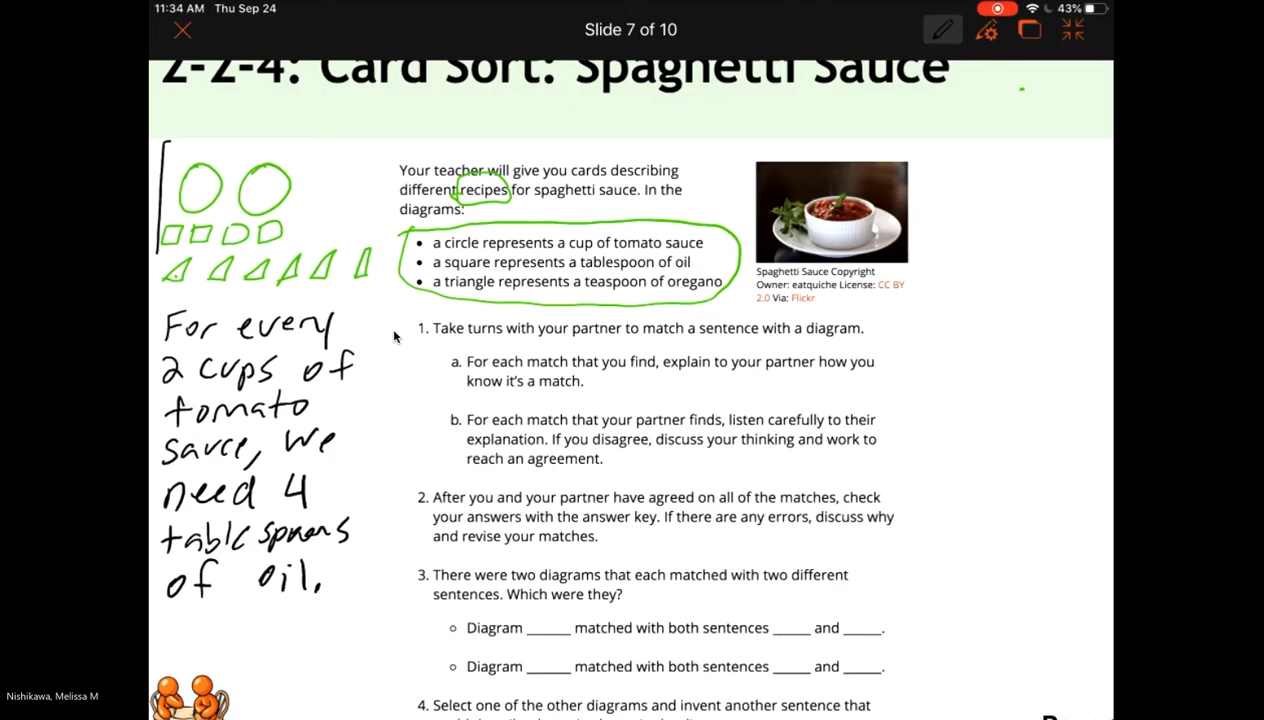 11:34 AM Thu Sep 24
43%
Slide 7 of 10
2-2-4: Card Sort: Spaghetti Sauce
Your teacher will give you cards describing
different recipes for spaghetti sauce. In the
diagrams:
• a circle represents a cup of tomato sauce
• a square represents a tablespoon of oil
• a triangle represents a teaspoon of oregano
Spaghetti Sauce Copyright
Owner: eatquiche License: CC BY
2.0 Via: Flickr
For every
2 cups of
tomato
sauce, we
need 4
tablespoons
of oil.
1. Take turns with your partner to match a sentence with a diagram.
a. For each match that you find, explain to your partner how you
know it's a match.
b. For each match that your partner finds, listen carefully to their
explanation. If you disagree, discuss your thinking and work to
reach an agreement.
2. After you and your partner have agreed on all of the matches, check
your answers with the answer key. If there are any errors, discuss why
and revise your matches.
3. There were two diagrams that each matched with two different
sentences. Which were they?
○ Diagram ______ matched with both sentences _____ and _____.
○ Diagram ______ matched with both sentences _____ and _____.
4. Select one of the other diagrams and invent another sentence that
Nishikawa, Melissa M